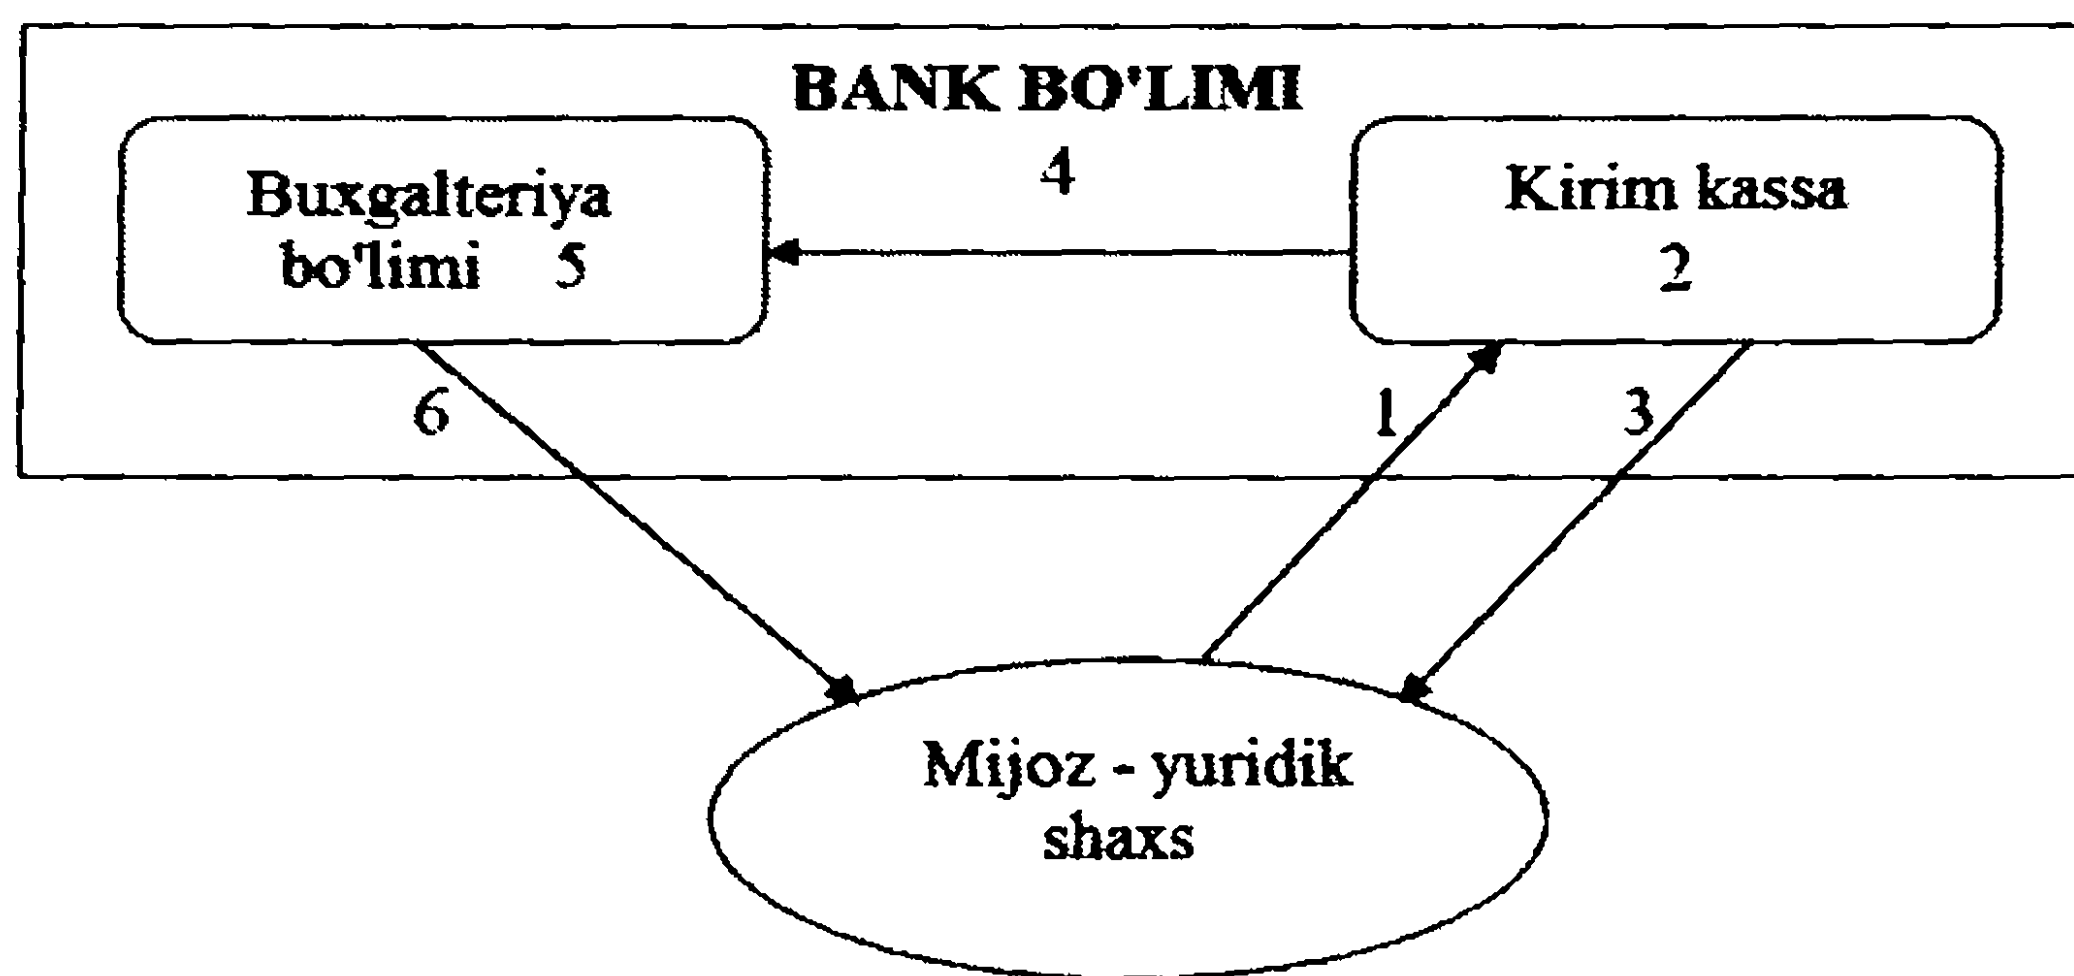 BANK BO'LIMI
4
Buxgalteriya
bo'limi 5
Kirim kassa
2
6
1
3
Mijoz - yuridik
shaxs